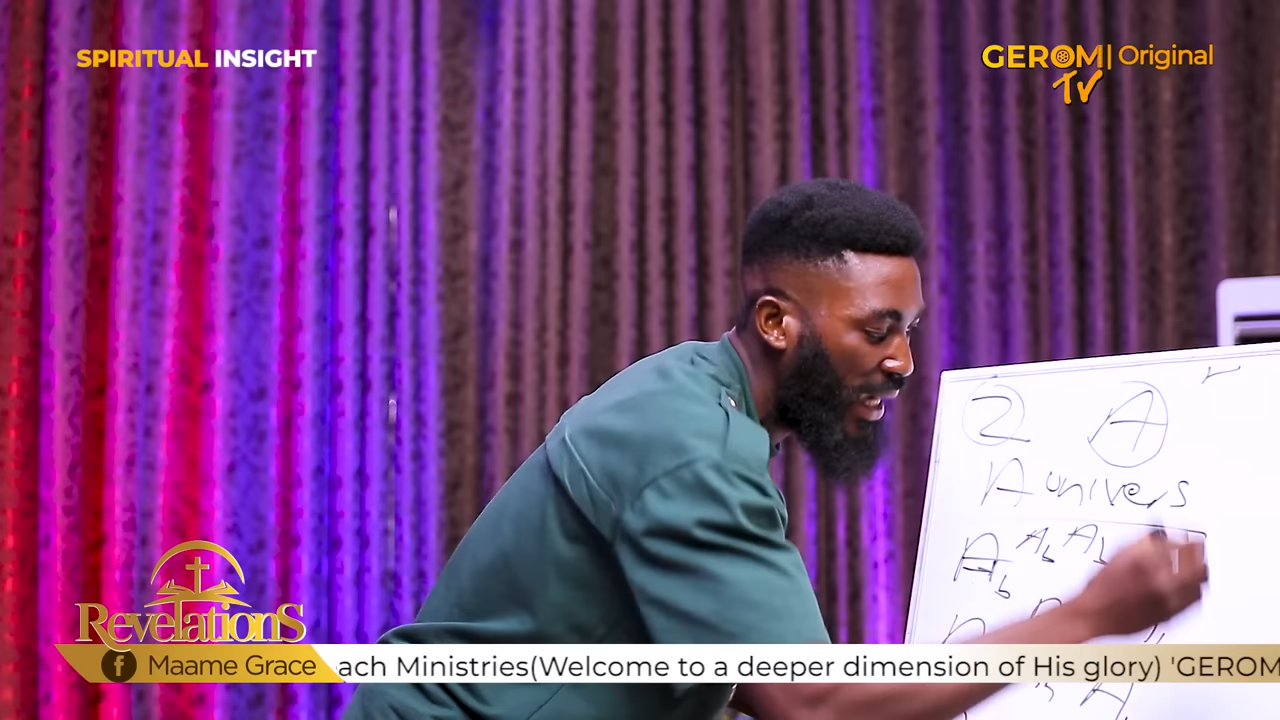 SPIRITUAL INSIGHT
GEROM TV | Original
2 A
A univers
A b A b A b
Revelations
Maame Grace
ach Ministries(Welcome to a deeper dimension of His glory) 'GEROM
A